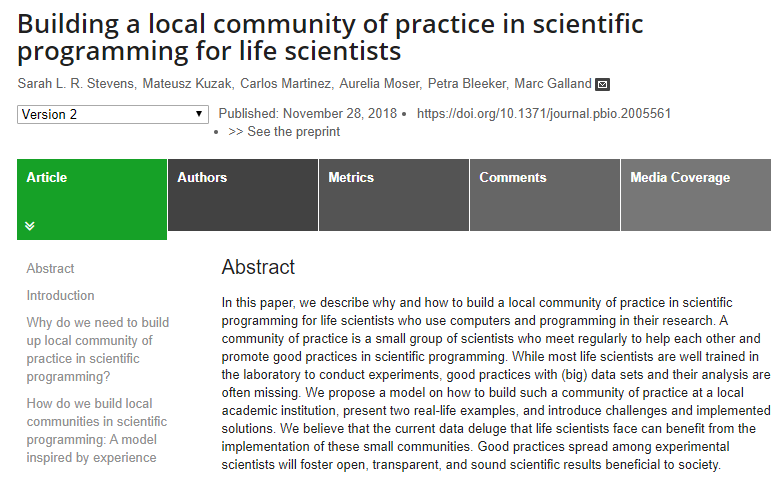 Building a local community of practice in scientific
programming for life scientists
Sarah L. R. Stevens, Mateusz Kuzak, Carlos Martinez, Aurelia Moser, Petra Bleeker, Marc Galland
Version 2 Published: November 28, 2018 • https://doi.org/10.1371/journal.pbio.2005561
• >> See the preprint
Article Authors Metrics Comments Media Coverage
Abstract
Introduction
Why do we need to build
up local community of
practice in scientific
programming?
How do we build local
communities in scientific
programming: A model
inspired by experience
Abstract
In this paper, we describe why and how to build a local community of practice in scientific
programming for life scientists who use computers and programming in their research. A
community of practice is a small group of scientists who meet regularly to help each other and
promote good practices in scientific programming. While most life scientists are well trained in
the laboratory to conduct experiments, good practices with (big) data sets and their analysis are
often missing. We propose a model on how to build such a community of practice at a local
academic institution, present two real-life examples, and introduce challenges and implemented
solutions. We believe that the current data deluge that life scientists face can benefit from the
implementation of these small communities. Good practices spread among experimental
scientists will foster open, transparent, and sound scientific results beneficial to society.